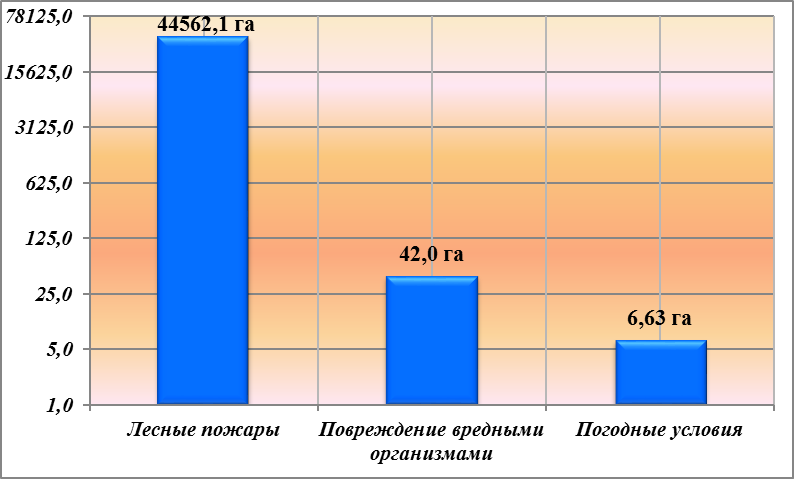 78125,0
44562,1 га
15625,0
3125,0
625,0
125,0
42,0 га
25,0
6,63 га
5,0
1,0
Лесные пожары
Повреждение вредными
организмами
Погодные условия